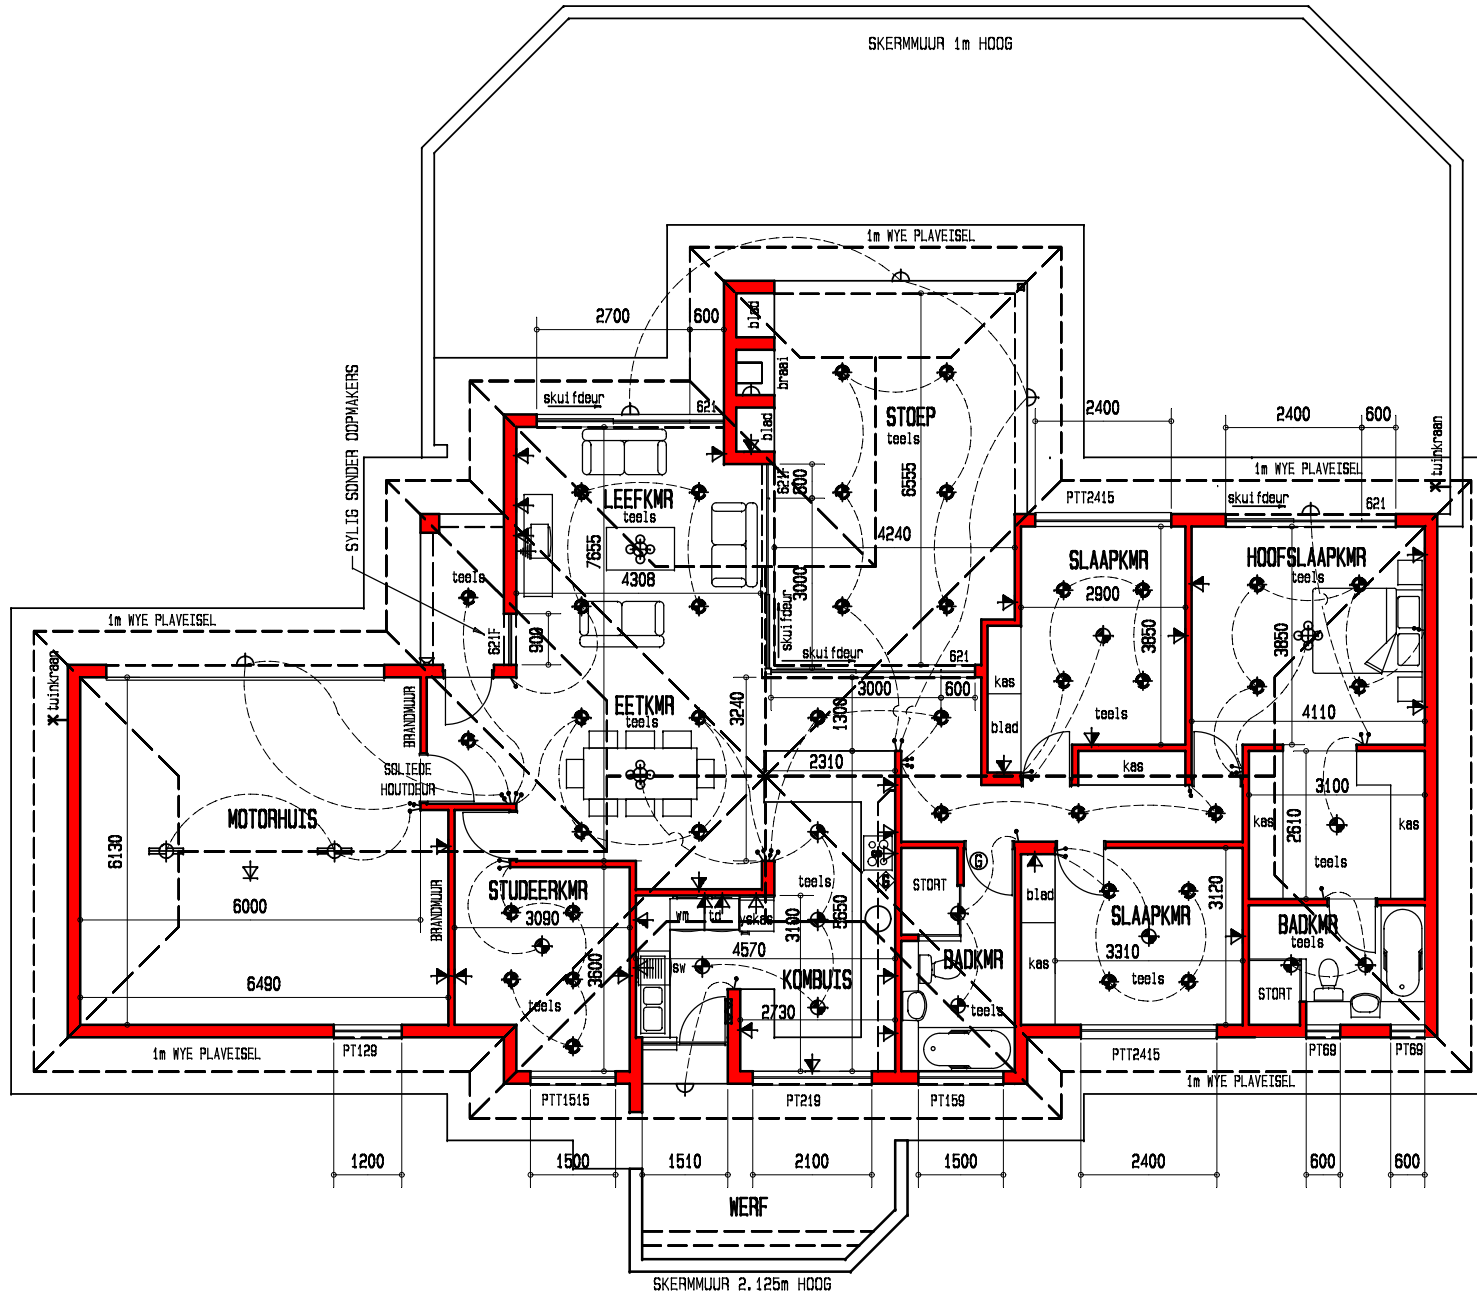 SKERMMUUR 1m HOOG
1m WYE PLAVEISEL
2700
600
blad
SYLIG SONDER OOPMAKERS
skuifdeur
621
braai
blad
STOEP
teels
6555
2400
2400
600
tuinkraan
1m WYE PLAVEISEL
PTT2415
skuifdeur
621
621F
600
LEEFKMR
teels
7655
4308
4240
3000
skuifdeur
skuifdeur
621
SLAAPKMR
2900
3850
HOOFSLAAPKMR
teels
3850
4110
teels
621F
900
1m WYE PLAVEISEL
tuinkraan
BRANDMUUR
EETKMR
teels
3240
3000
600
1300
kas
blad
teels
kas
2310
SOLIEDE
HOUTDEUR
MOTORHUIS
6130
6000
6490
BRANDMUUR
3100
2610
kas
kas
teels
STUDEERKMR
3090
3600
teels
wm
td
yskas
4570
3100
teels
KOMBUIS
2730
sw
G
STORT
G
BADKMR
teels
blad
kas
SLAAPKMR
3120
3310
teels
BADKMR
teels
STORT
1m WYE PLAVEISEL
PT129
PTT2415
PT69
PT69
1m WYE PLAVEISEL
PTT1515
PT219
PT159
1200
1500
1510
2100
1500
2400
600
600
WERF
SKERMMUUR 2.125m HOOG